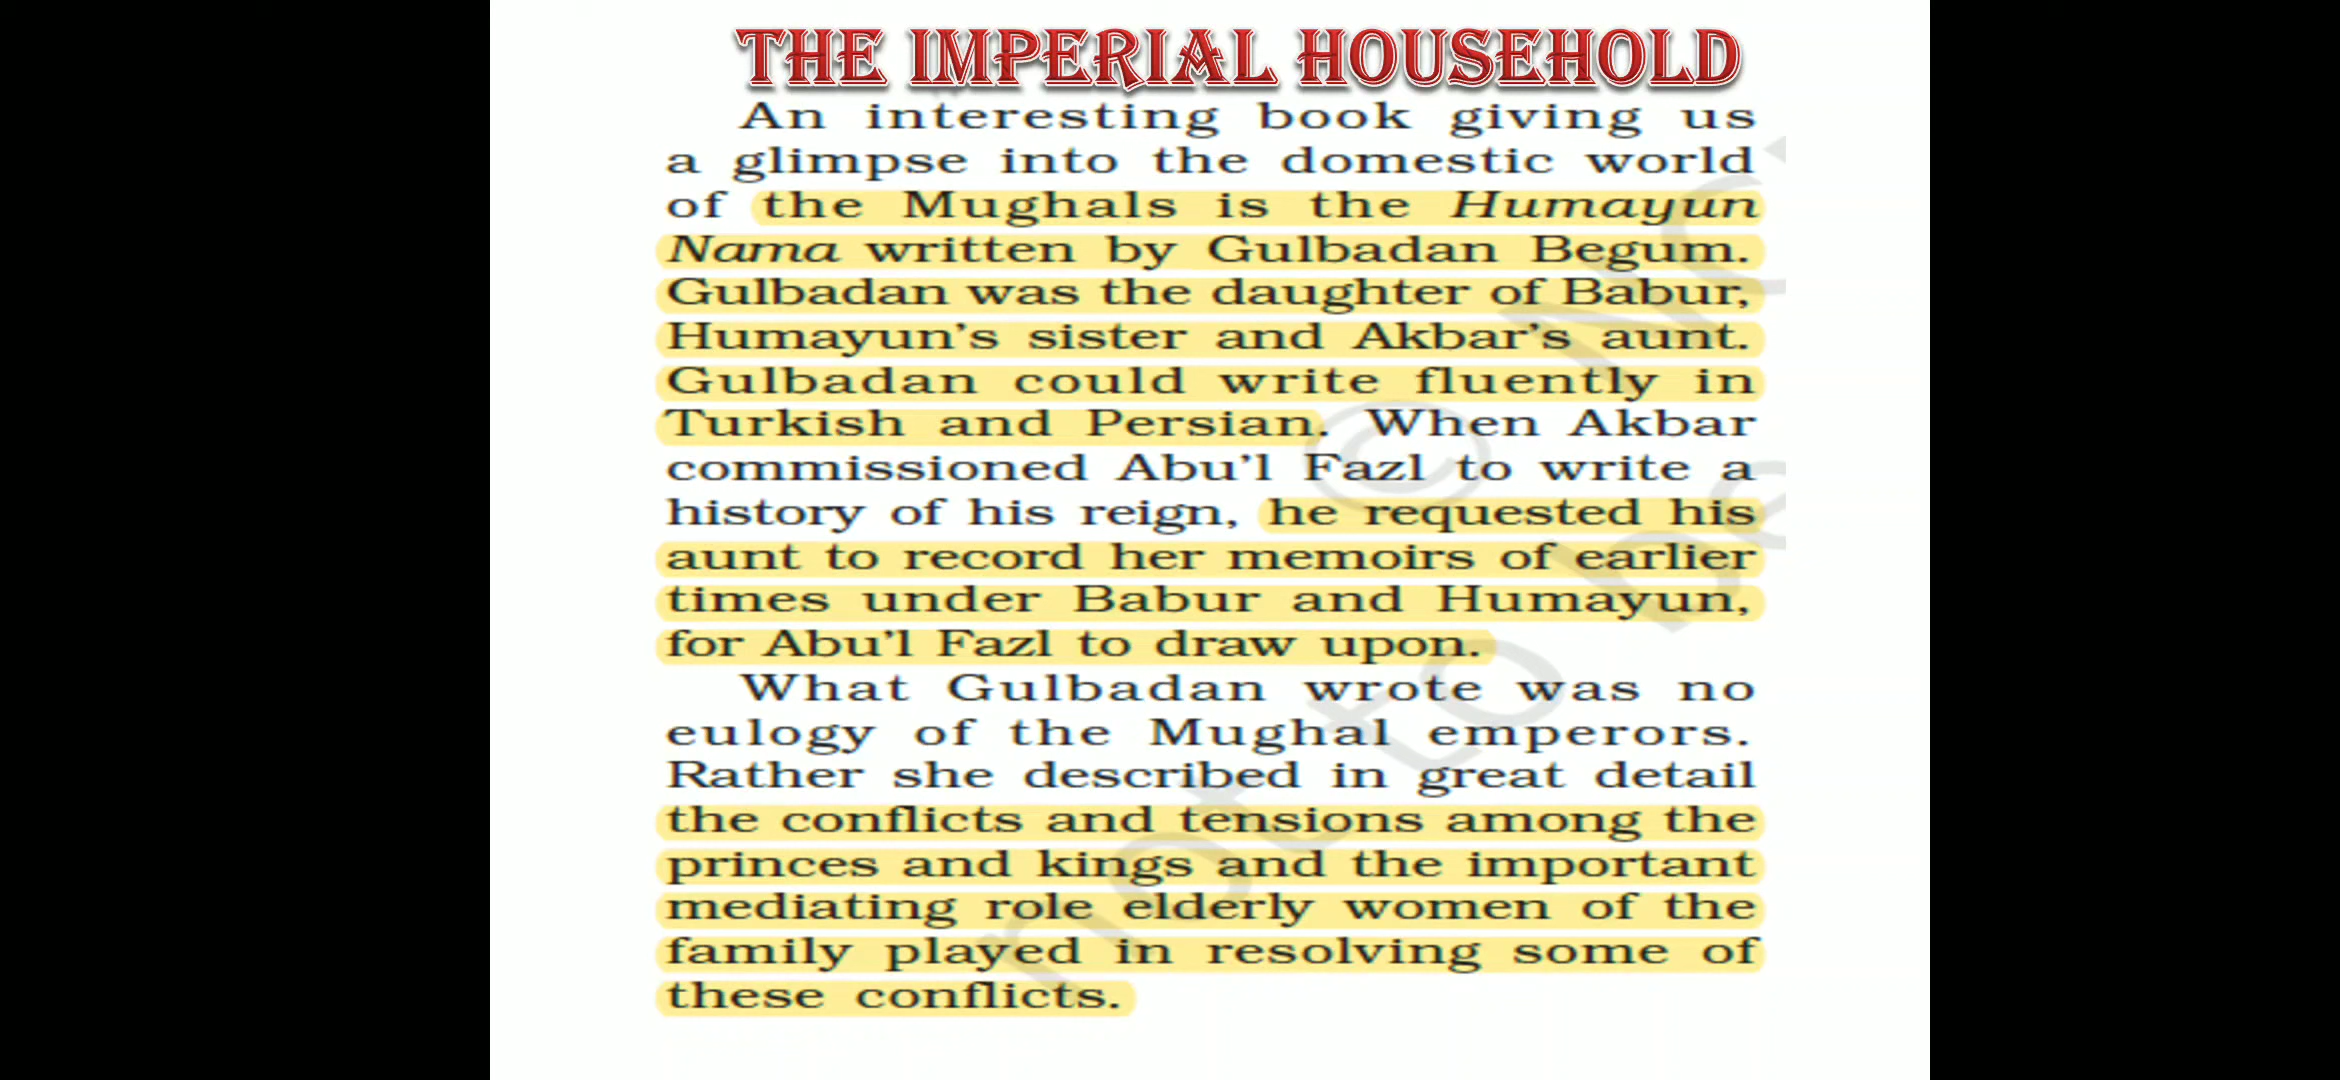 THE IMPERIAL HOUSEHOLD
An interesting book giving us
a glimpse into the domestic world
of the Mughals is the Humayun
Nama written by Gulbadan Begum.
Gulbadan was the daughter of Babur,
Humayun’s sister and Akbar’s aunt.
Gulbadan could write fluently in
Turkish and Persian. When Akbar
commissioned Abu’l Fazl to write a
history of his reign, he requested his
aunt to record her memoirs of earlier
times under Babur and Humayun,
for Abu’l Fazl to draw upon.
What Gulbadan wrote was no
eulogy of the Mughal emperors.
Rather she described in great detail
the conflicts and tensions among the
princes and kings and the important
mediating role elderly women of the
family played in resolving some of
these conflicts.
© NC
not to be